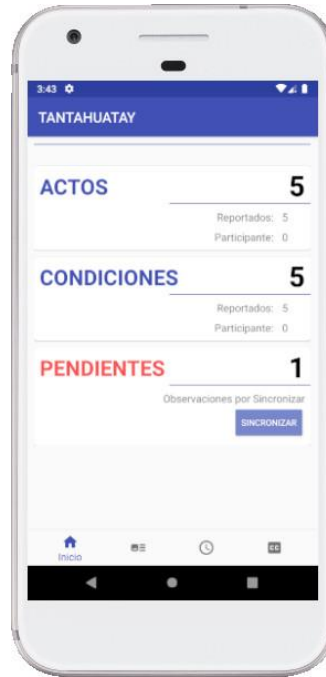 3:43
TANTAHUATAY
ACTOS 5
Reportados: 5
Participante: 0
CONDICIONES 5
Reportados: 5
Participante: 0
PENDIENTES 1
Observaciones por Sincronizar
SINCRONIZAR
Inicio
CC